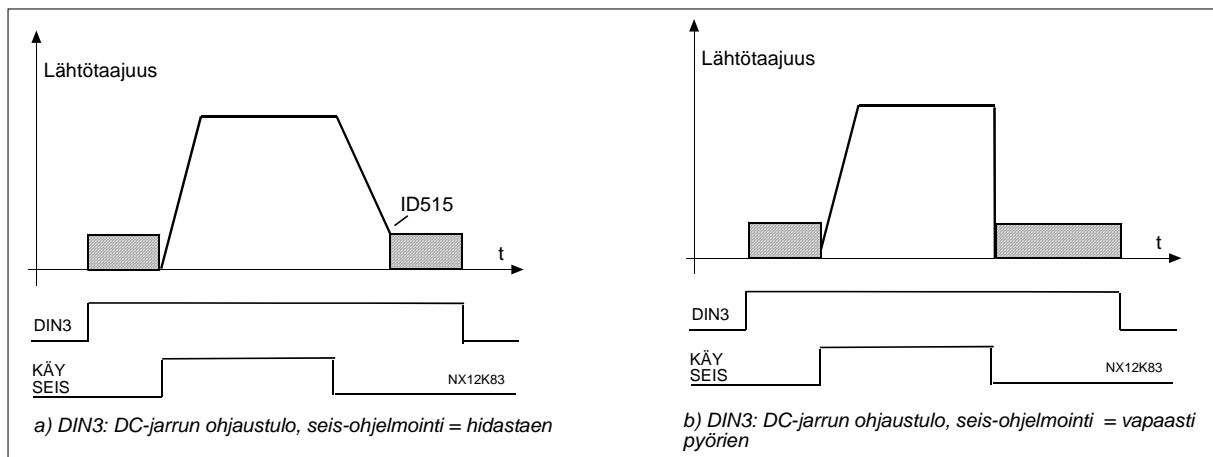 Lähtötaajuus
ID515
t
DIN3
KÄY
SEIS
NX12K83
a) DIN3: DC-jarrun ohjaustulo, seis-ohjelmointi = hidastaen
Lähtötaajuus
t
DIN3
KÄY
SEIS
NX12K83
b) DIN3: DC-jarrun ohjaustulo, seis-ohjelmointi = vapaasti
pyörien